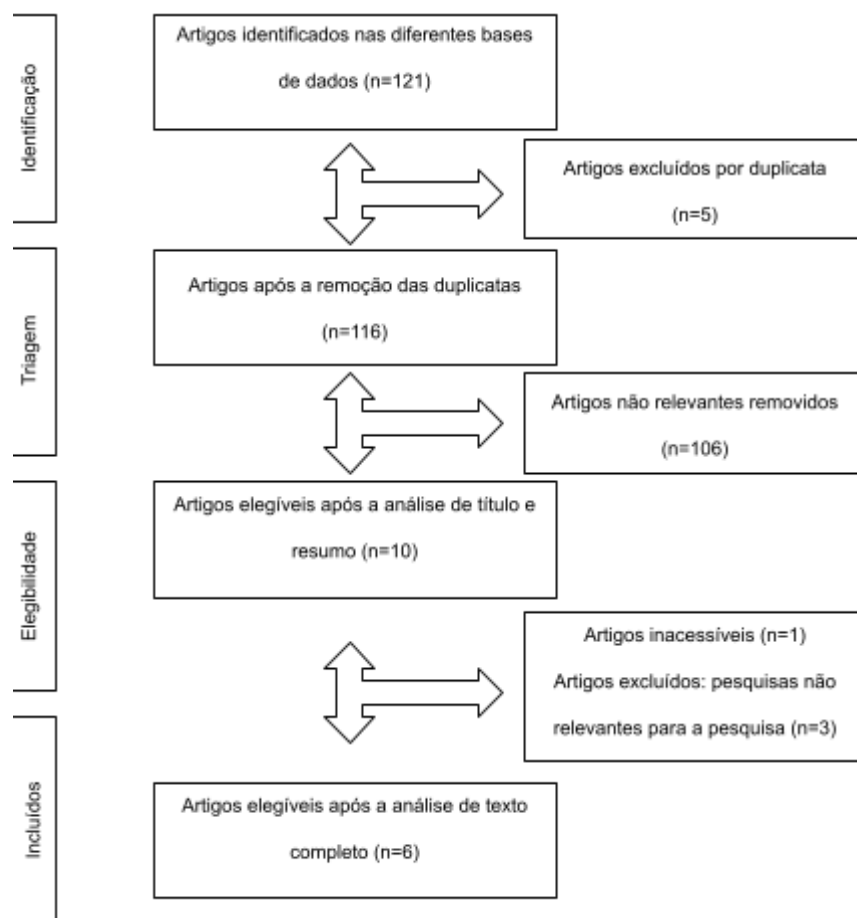 Identificação
Artigos identificados nas diferentes bases
de dados (n=121)
Artigos excluídos por duplicata
(n=5)
Triagem
Artigos após a remoção das duplicatas
(n=116)
Artigos não relevantes removidos
(n=106)
Elegibilidade
Artigos elegíveis após a análise de título e
resumo (n=10)
Artigos inacessíveis (n=1)
Artigos excluídos: pesquisas não
relevantes para a pesquisa (n=3)
Incluídos
Artigos elegíveis após a análise de texto
completo (n=6)